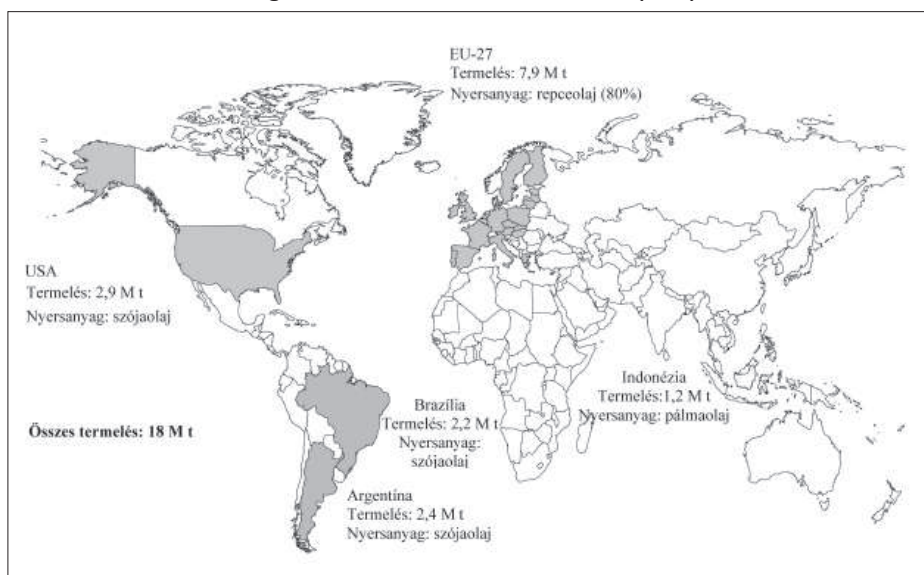 EU-27
Termelés: 7,9 M t
Nyersanyag: repceolaj (80%)
USA
Termelés: 2,9 M t
Nyersanyag: szójaolaj
Indonézia
Termelés:1,2 M t
Nyersanyag: pálmaolaj
Brazília
Termelés: 2,2 M t
Nyersanyag:
szójaolaj
Összes termelés: 18 M t
Argentína
Termelés: 2,4 M t
Nyersanyag: szójaolaj